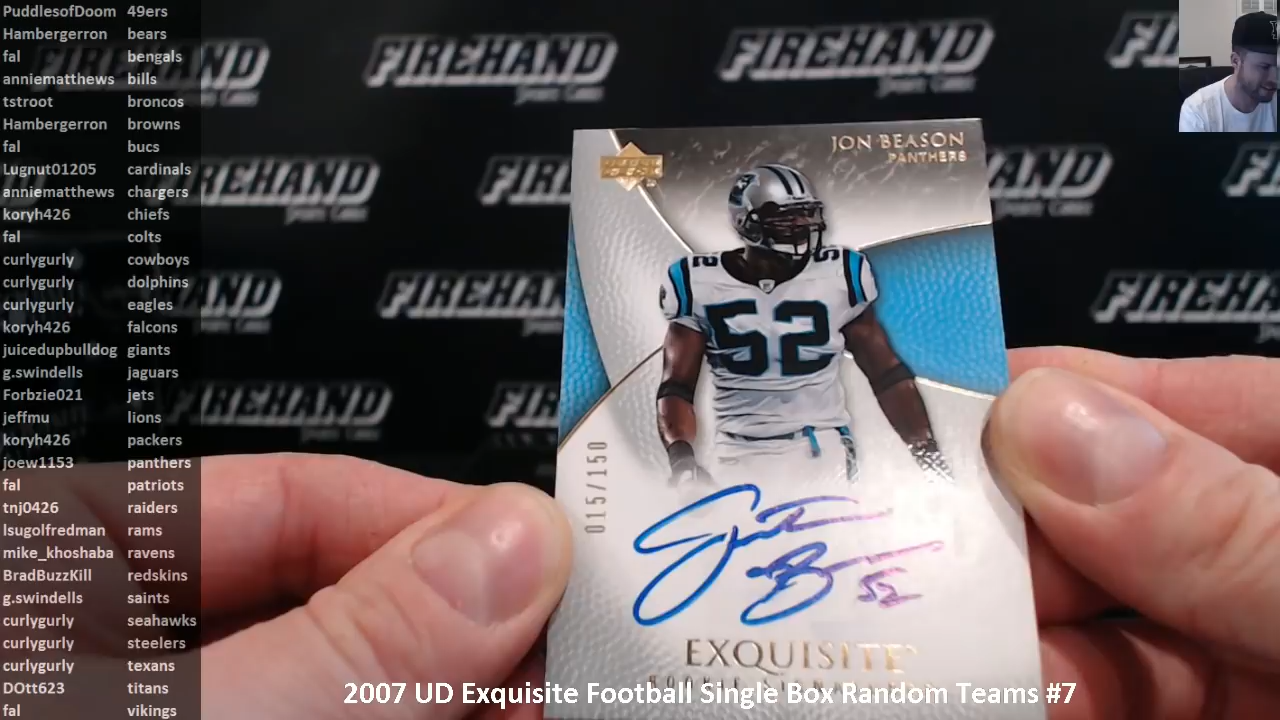 PuddlesofDoom 49ers
Hambergerron bears
fal bengals
anniematthews bills
tstroot broncos
Hambergerron browns
fal bucs
Lugnut01205 cardinals
anniematthews chargers
koryh426 chiefs
fal colts
curlygurly cowboys
curlygurly dolphins
curlygurly eagles
koryh426 falcons
juicedupbulldog giants
g.swindells jaguars
Forbzie021 jets
jeffmu lions
koryh426 packers
joew1153 panthers
fal patriots
tnj0426 raiders
lsugolfredman rams
mike_khoshaba ravens
BradBuzzKill redskins
g.swindells saints
curlygurly seahawks
curlygurly steelers
curlygurly texans
DOtt623 titans
fal vikings
FIREHAND
FIREHAND
JON BEASON
PANTHERS
52
015/150
52
EXQUISITE
2007 UD Exquisite Football Single Box Random Teams #7